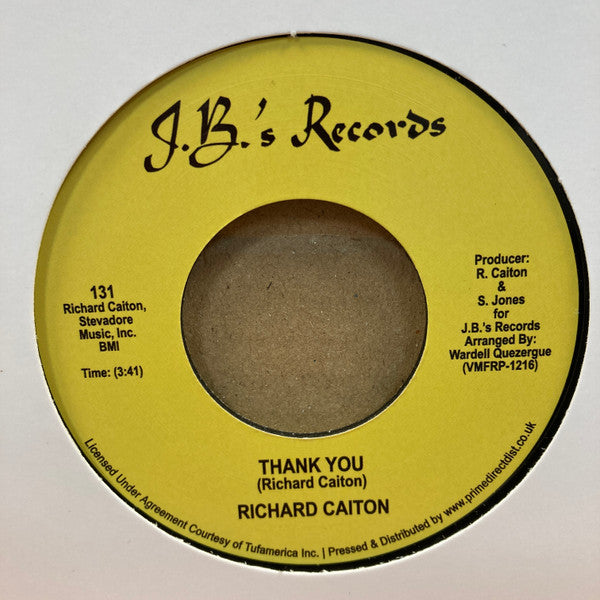 J.B.'s Records
131
Richard Caiton,
Stevadore
Music, Inc.
BMI
Time: (3:41)
Producer:
R. Caiton
&
S. Jones
for
J.B.'s Records
Arranged By:
Wardell Quezergue
(VMFRP-1216)
THANK YOU
(Richard Caiton)
RICHARD CAITON
Licensed Under Agreement Courtesy of Tufamerica Inc. | Pressed & Distributed by www.primedirectdist.co.uk